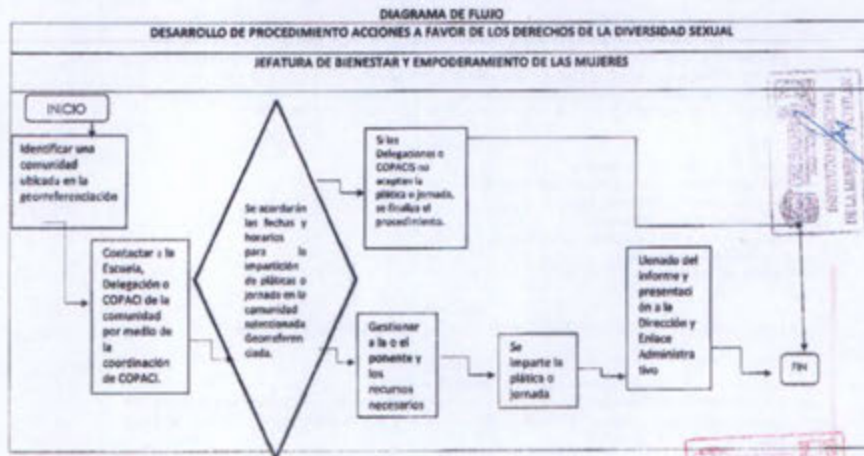 DIAGRAMA DE FLUJO
DESARROLLO DE PROCEDIMIENTO ACCIONES A FAVOR DE LOS DERECHOS DE LA DIVERSIDAD SEXUAL
JEFATURA DE BIENESTAR Y EMPODERAMIENTO DE LAS MUJERES
INICIO
Identificar una
comunidad
ubicada en la
georreferenciación
Contactar a la
Escuela,
Delegación o
COPACI de la
comunidad
por medio de
la
coordinación
de COPACI.
Se acordarán
las fechas y
horarios
para la
impartición
de pláticas o
jornada en la
comunidad
Georreferen
ciada.
Si las
Delegaciones o
COPACIS no
aceptan la
plática o jornada,
se finaliza el
procedimiento.
Gestionar
a la o el
ponente y
los
recursos
necesarios
Se
imparte la
plática o
jornada
Llenado del
informe y
presentaci
ón a la
Dirección y
Enlace
Administra
tivo
FIN
INSTITUTO
DE LA MUJER